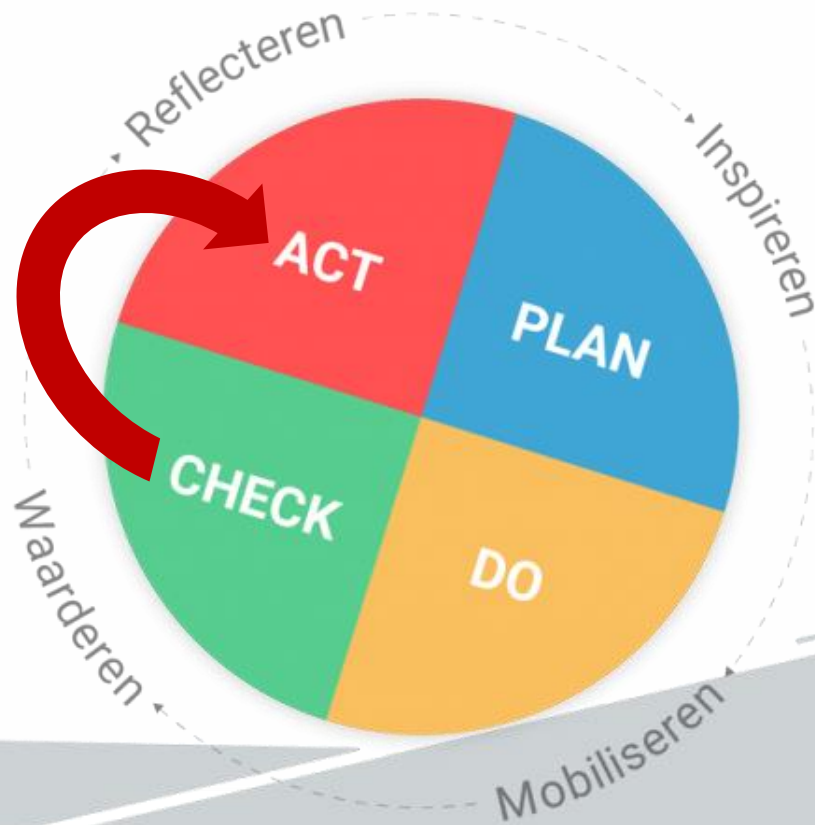 Reflecteren
Inspireren
ACT
PLAN
CHECK
DO
Waarderen
Mobiliseren